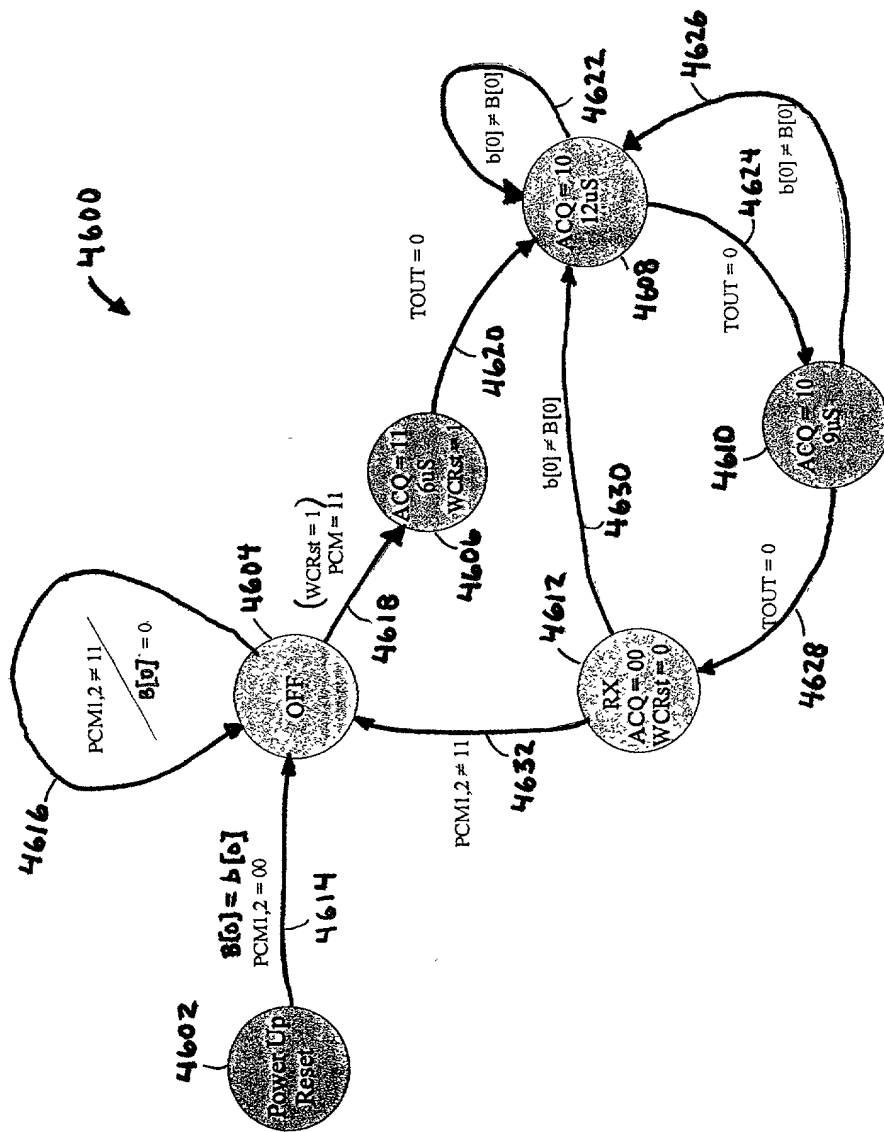 4600
4602
Power Up
Reset
B[0] = b[0]
PCM1,2 = 00
4614
4616
PCM1,2 ≠ 11
B[0] = 0
4604
OFF
(WCRst = 1)
PCM = 11
4618
ACQ = 11
6uS
WCRst = 1
4606
TOUT = 0
4620
b[0] ≠ B[0]
4622
ACQ = 10
12uS
4608
4626
b[0] ≠ B[0]
4624
TOUT = 0
b[0] ≠ B[0]
4630
4610
ACQ = 10
9uS
TOUT = 0
4628
4612
RX
ACQ = 00
WCRst = 0
PCM1,2 ≠ 11
4632